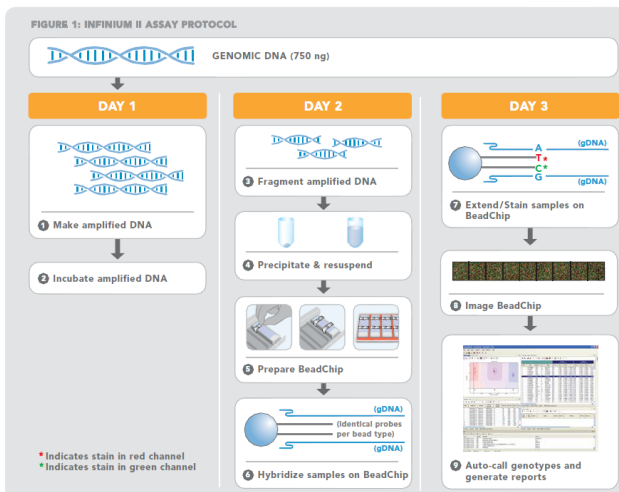 FIGURE 1: INFINIUM II ASSAY PROTOCOL
GENOMIC DNA (750 ng)
DAY 1
1 Make amplified DNA
2 Incubate amplified DNA
* Indicates stain in red channel
* Indicates stain in green channel
DAY 2
3 Fragment amplified DNA
4 Precipitate & resuspend
5 Prepare BeadChip
(gDNA)
(Identical probes
per bead type)
(gDNA)
6 Hybridize samples on BeadChip
DAY 3
A (gDNA)
T*
C*
G (gDNA)
7 Extend/Stain samples on
BeadChip
8 Image BeadChip
9 Auto-call genotypes and
generate reports